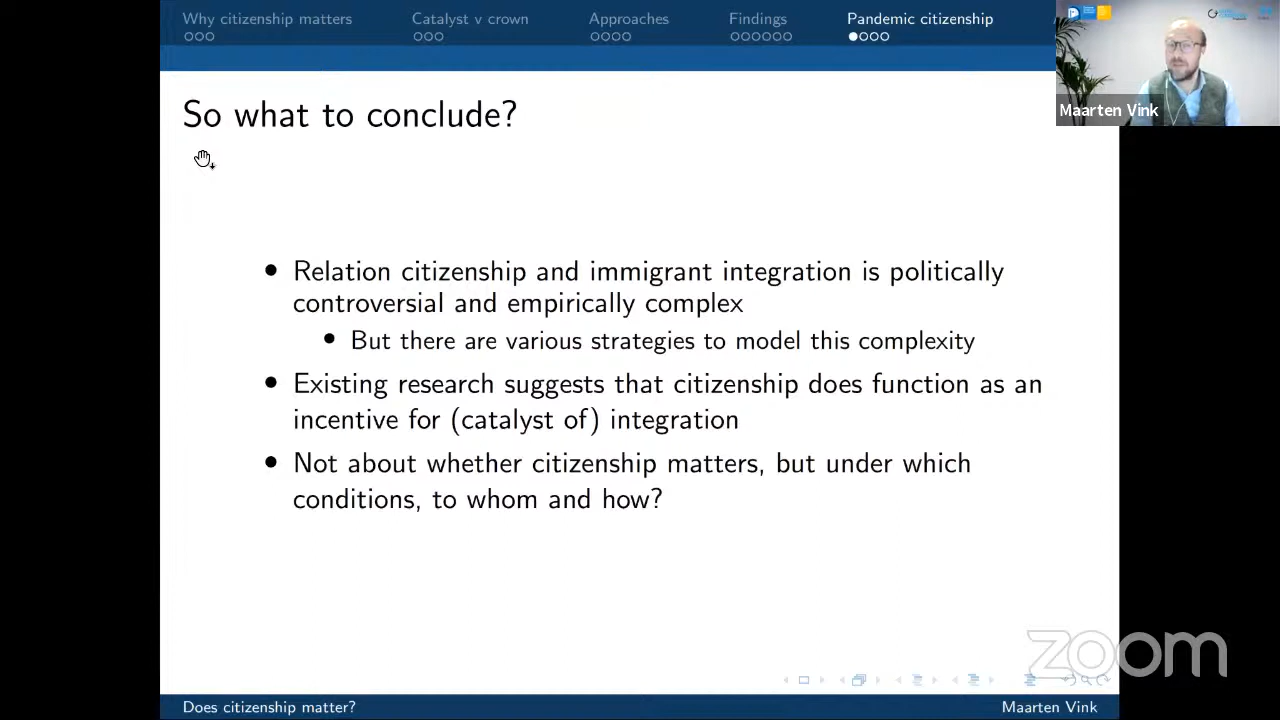 Why citizenship matters
Catalyst v crown
Approaches
Findings
Pandemic citizenship
Maarten Vink
So what to conclude?
• Relation citizenship and immigrant integration is politically
controversial and empirically complex
• But there are various strategies to model this complexity
• Existing research suggests that citizenship does function as an
incentive for (catalyst of) integration
• Not about whether citizenship matters, but under which
conditions, to whom and how?
zoom
Does citizenship matter?
Maarten Vink